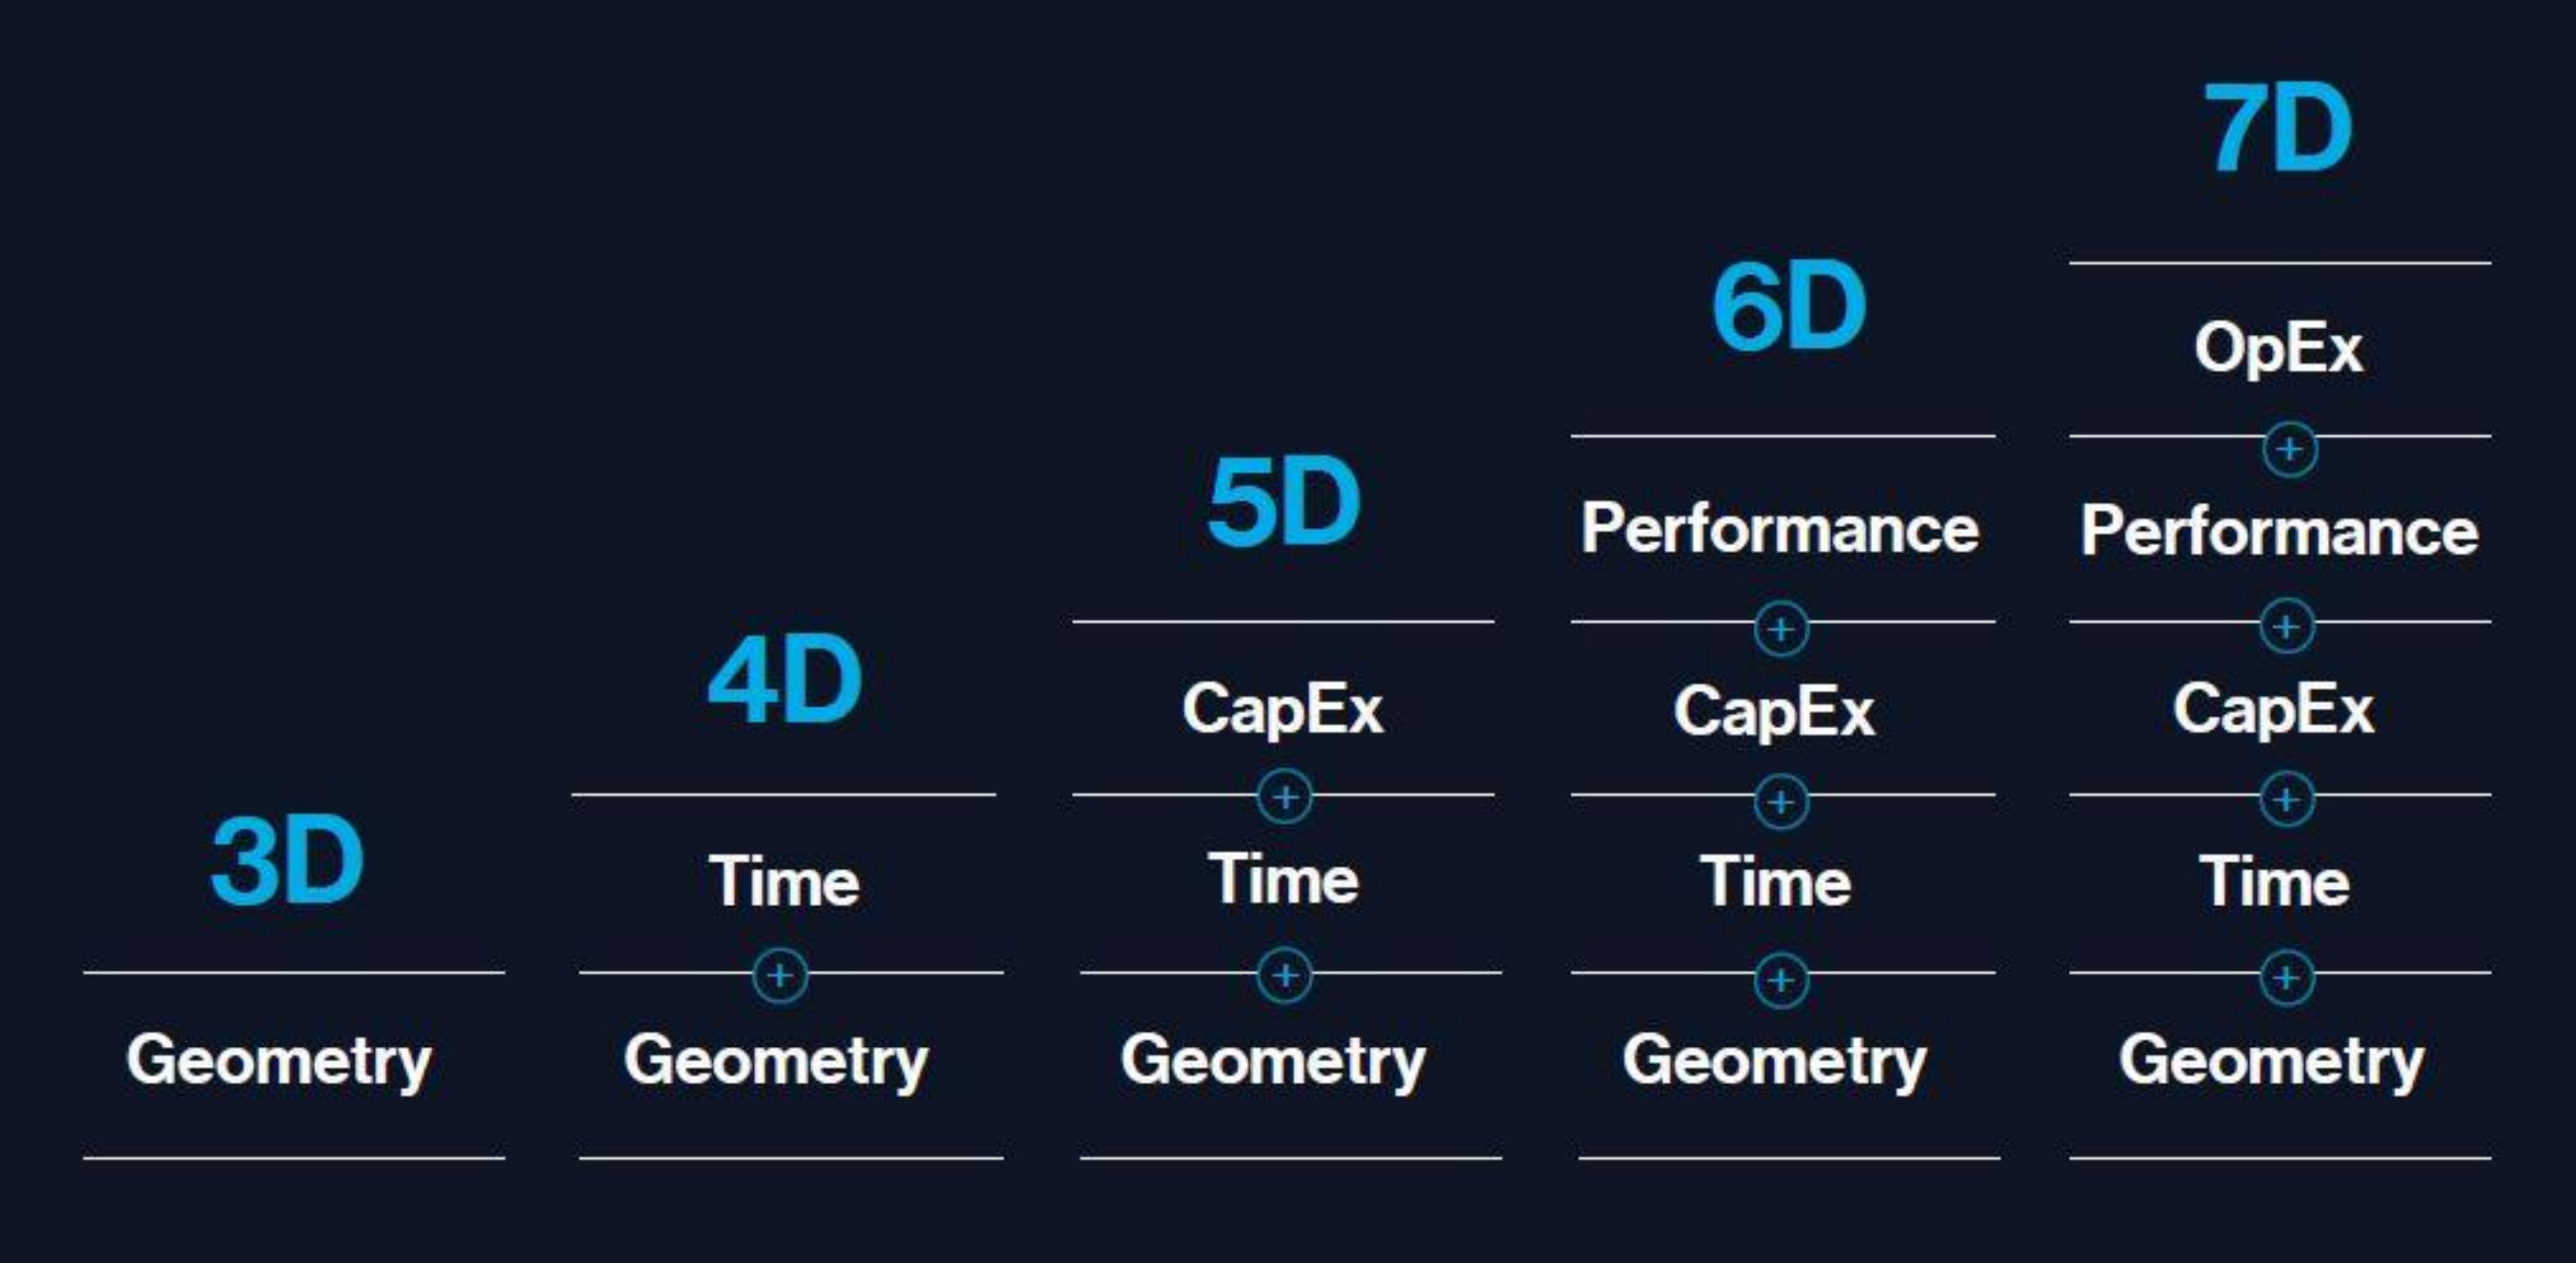 3D
Geometry
4D
Time
+
Geometry
5D
CapEx
+
Time
+
Geometry
6D
Performance
+
CapEx
+
Time
+
Geometry
7D
OpEx
+
Performance
+
CapEx
+
Time
+
Geometry